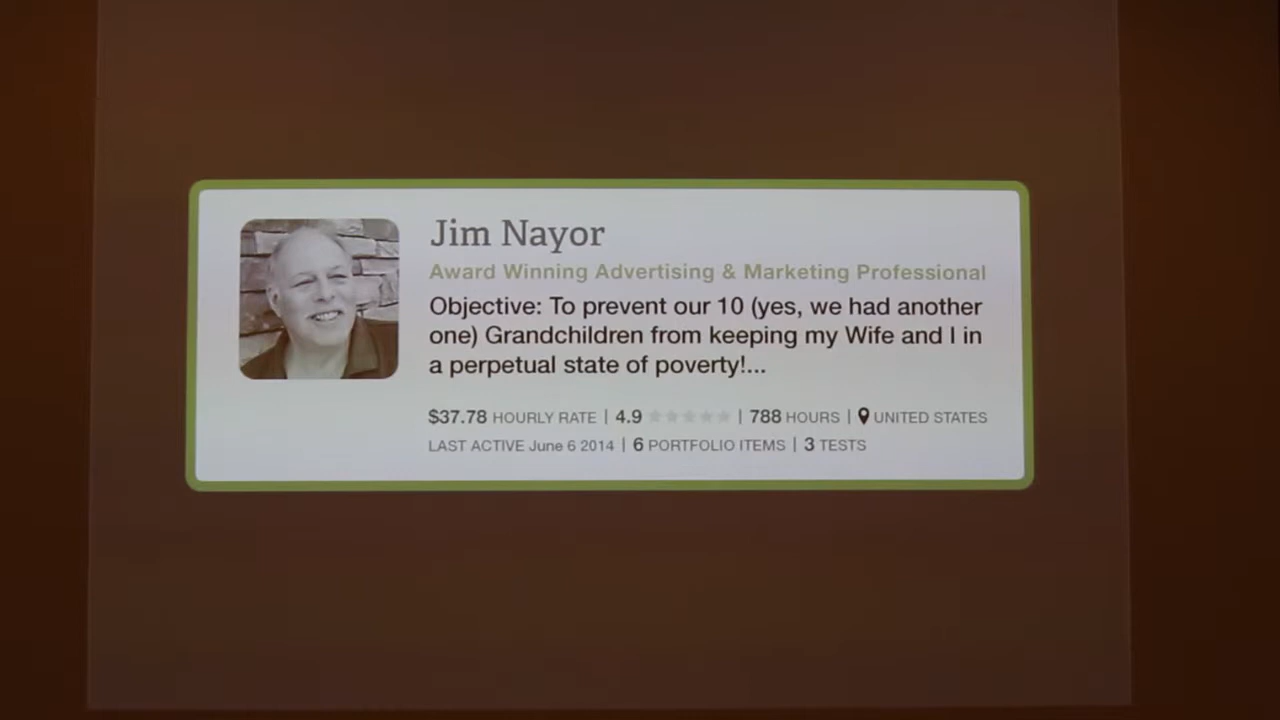 Jim Nayor
Award Winning Advertising & Marketing Professional
Objective: To prevent our 10 (yes, we had another
one) Grandchildren from keeping my Wife and I in
a perpetual state of poverty!...
$37.78 HOURLY RATE | 4.9 ★★★★★ | 788 HOURS | UNITED STATES
LAST ACTIVE June 6 2014 | 6 PORTFOLIO ITEMS | 3 TESTS